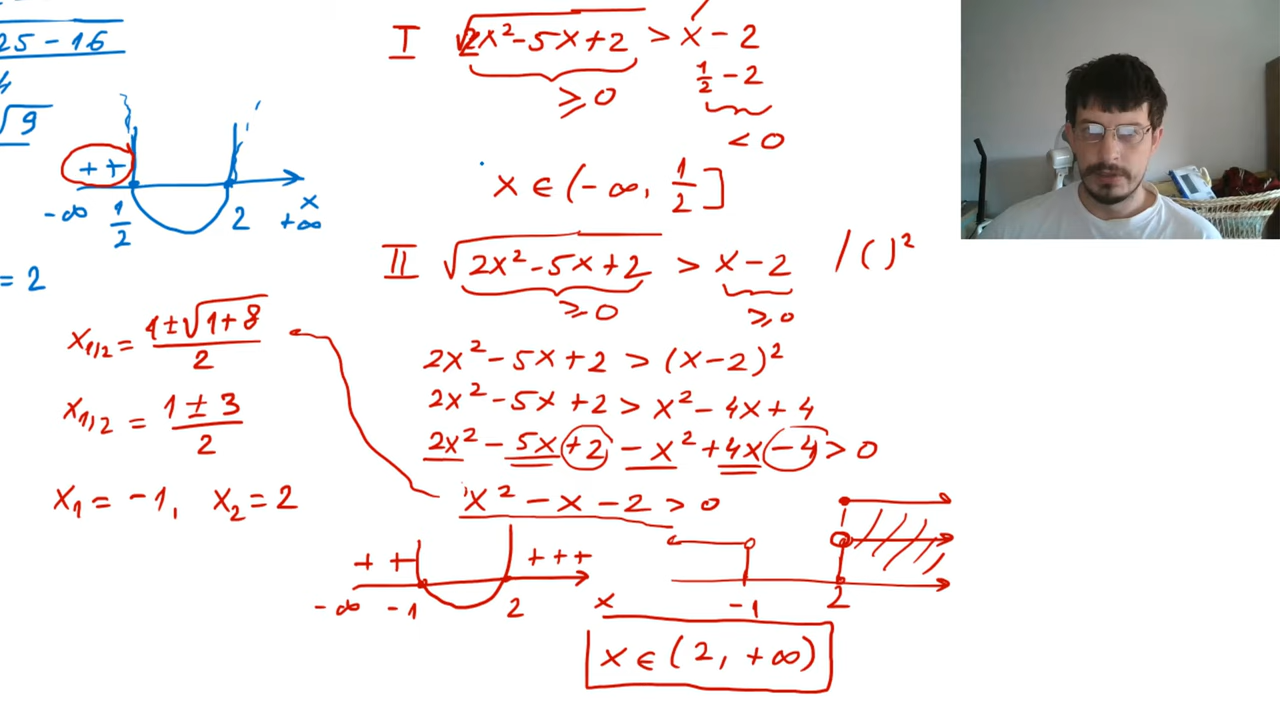 25 - 16
4
√9
+ +
-∞ 1/2 2 x +∞
= 2
I √(2x² - 5x + 2) > x - 2
1/2 - 2
≥ 0
< 0
x ∈ (-∞, 1/2]
II √(2x² - 5x + 2) > x - 2 / ( )²
≥ 0 ≥ 0
2x² - 5x + 2 > (x - 2)²
2x² - 5x + 2 > x² - 4x + 4
2x² - 5x + 2 - x² + 4x - 4 > 0
x² - x - 2 > 0
x₁/₂ = (1 ± √(1 + 8)) / 2
x₁/₂ = (1 ± 3) / 2
x₁ = -1, x₂ = 2
+ + + + +
-∞ -1 2 x
-1 2
x ∈ (2, +∞)